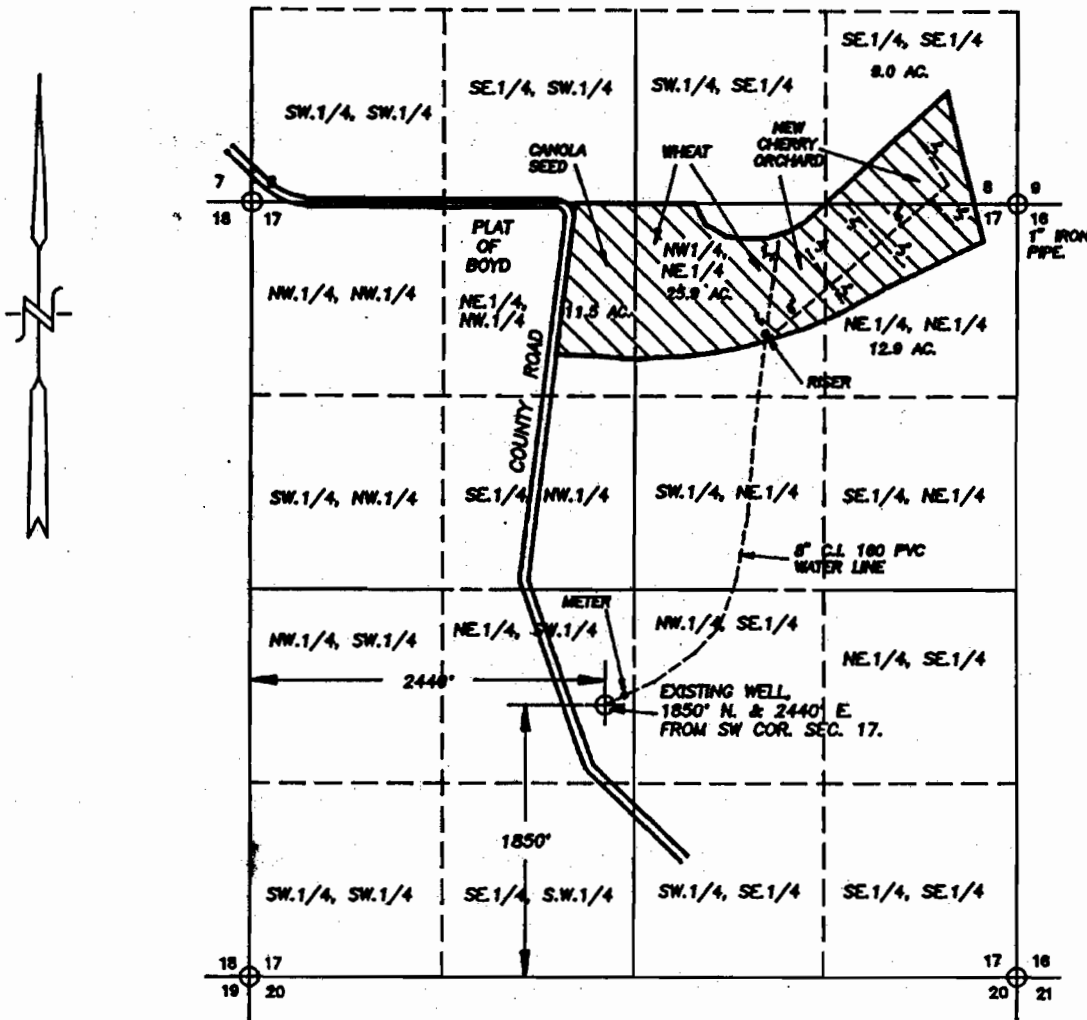 SE.1/4, SE.1/4
9.0 AC.
SW.1/4, SW.1/4
SE.1/4, SW.1/4
SW.1/4, SE.1/4
NEW
CHERRY
ORCHARD
CANOLA
SEED
WHEAT
7
8 9
18 17
17 16
1" IRON
PIPE.
PLAT
OF
BOYD
NW.1/4, NW.1/4
NE.1/4,
NW.1/4
11.5 AC.
NW1/4,
NE.1/4
25.9 AC.
NE.1/4, NE.1/4
12.9 AC.
RISER
COUNTY ROAD
N
SW.1/4, NW.1/4
SE.1/4, NW.1/4
SW.1/4, NE.1/4
SE.1/4, NE.1/4
8" C.I. 160 PVC
WATER LINE
METER
NW.1/4, SW.1/4
NE.1/4, SW.1/4
NW.1/4, SE.1/4
NE.1/4, SE.1/4
2440'
EXISTING WELL,
1850' N. & 2440' E.
FROM SW COR. SEC. 17.
1850'
SW.1/4, SW.1/4
SE.1/4, S.W.1/4
SW.1/4, SE.1/4
SE.1/4, SE.1/4
18 17
19 20
17 16
20 21